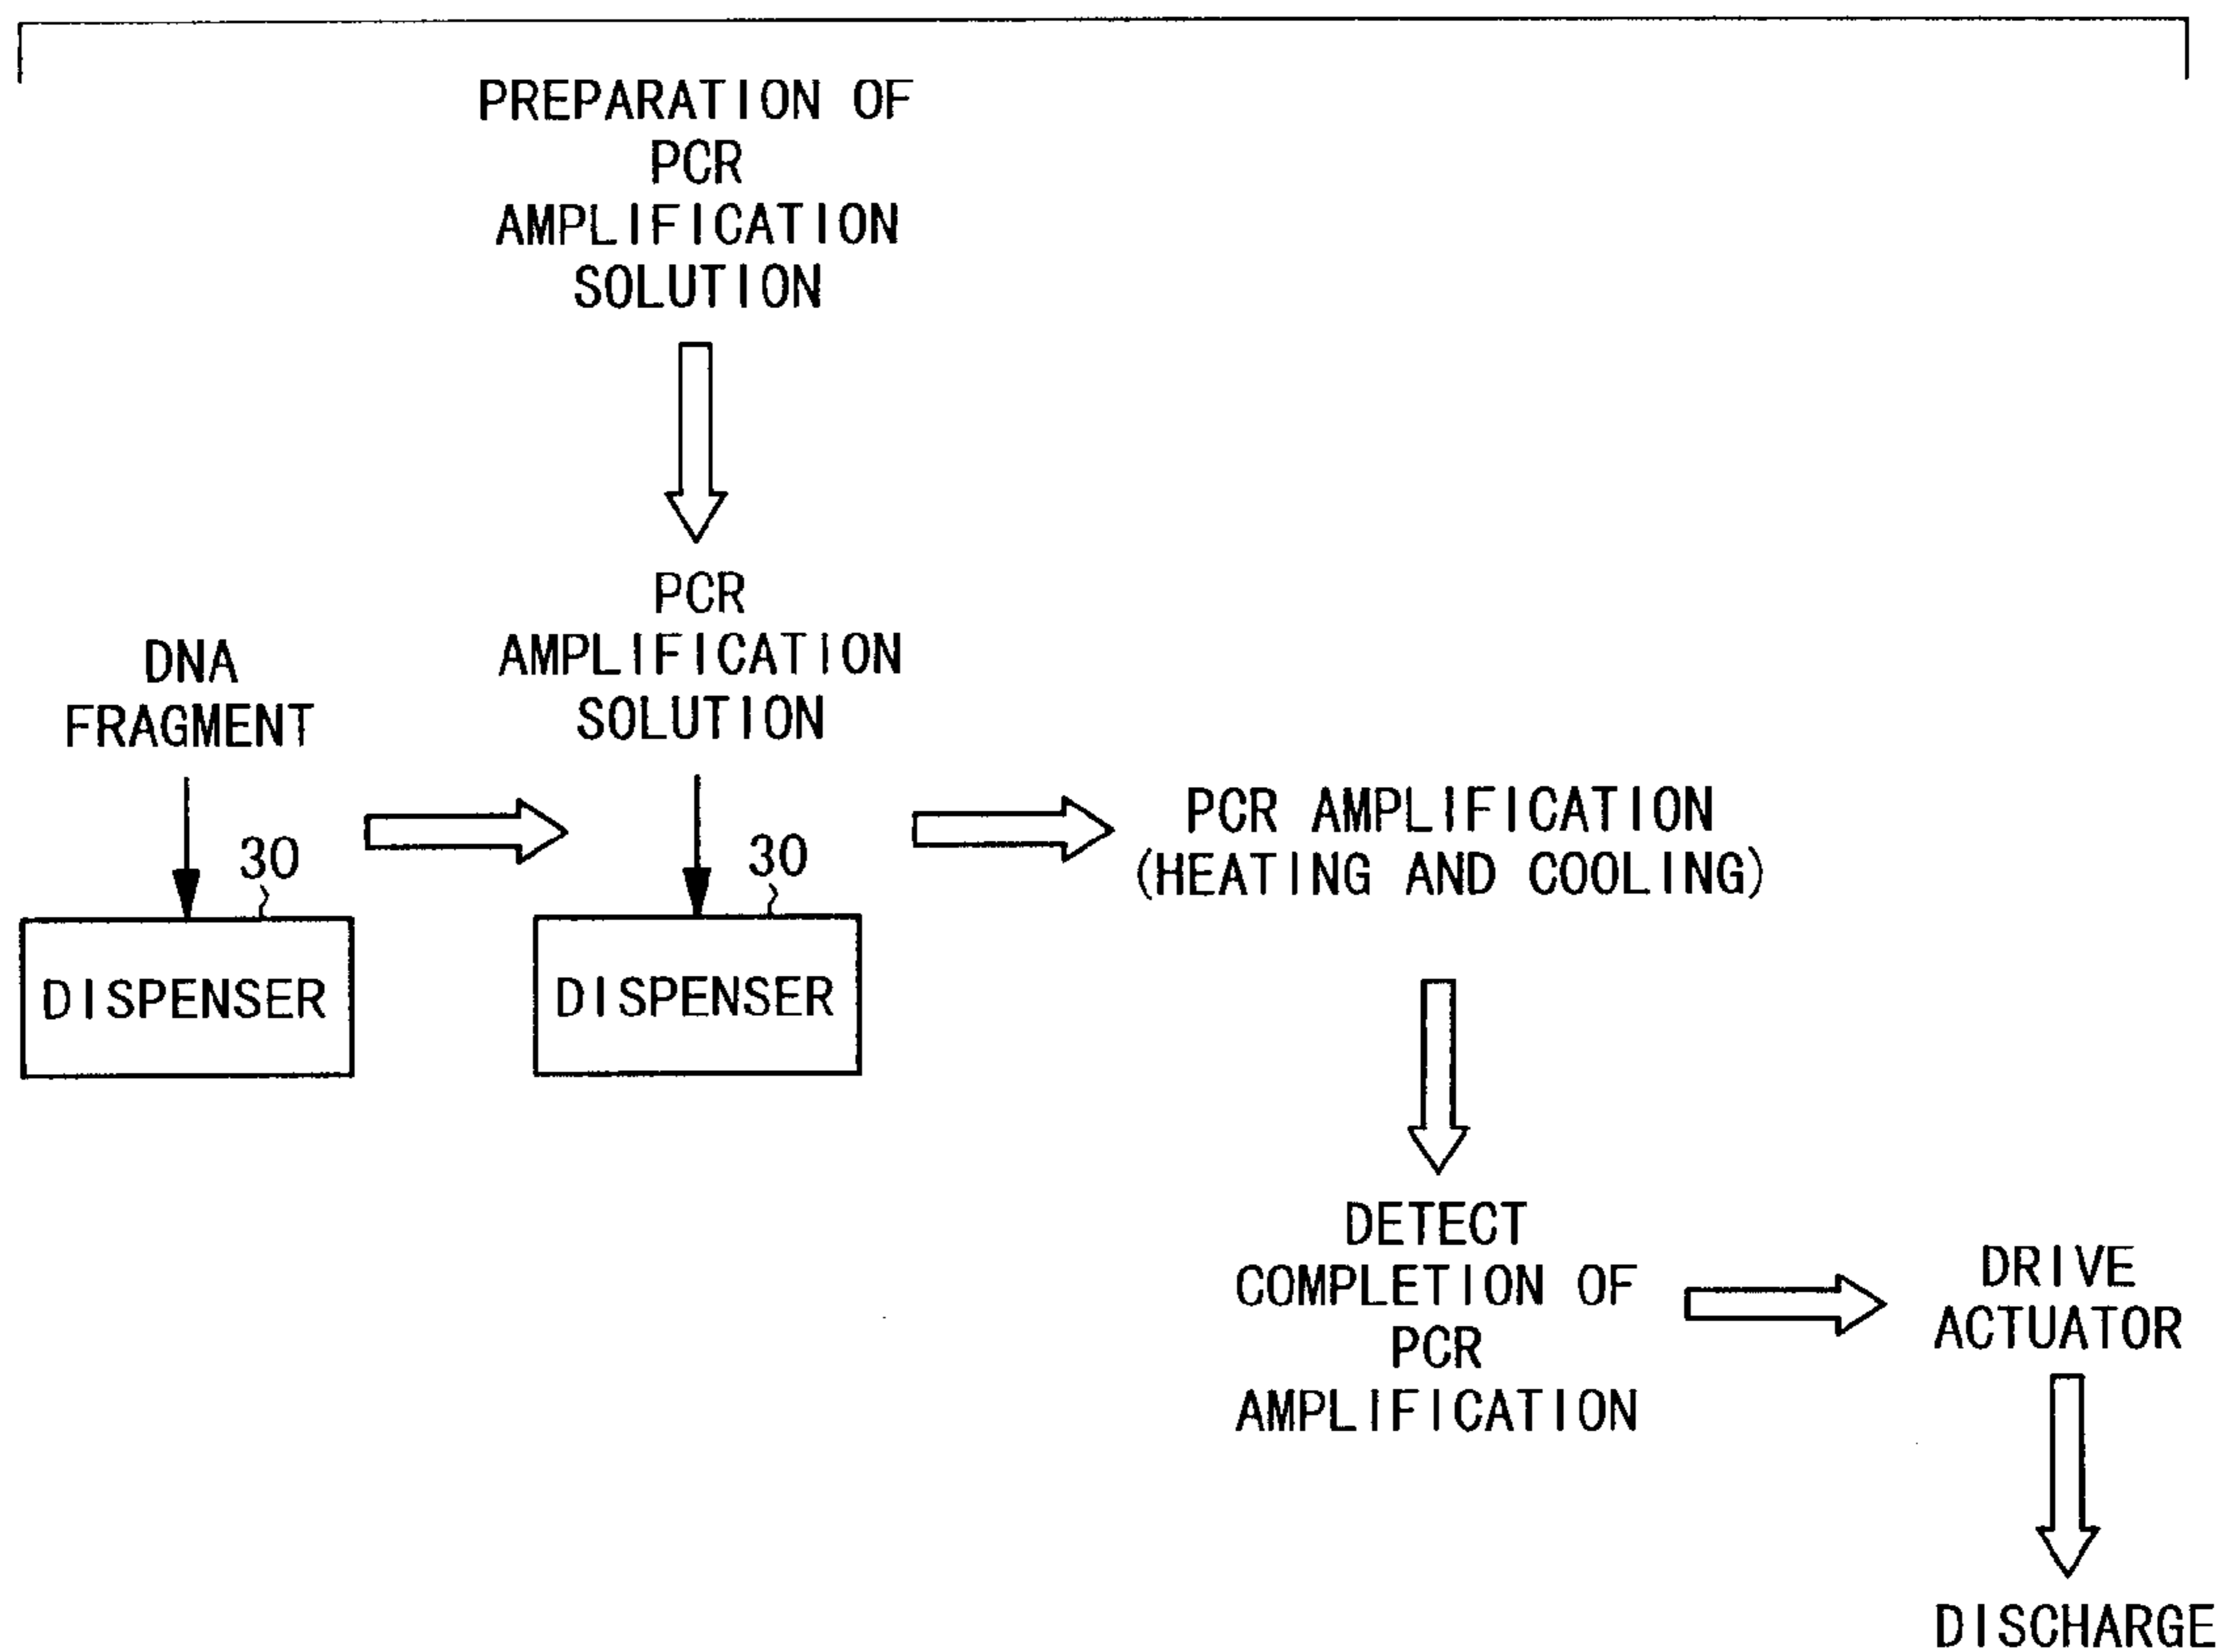 PREPARATION OF
PCR
AMPLIFICATION
SOLUTION
PCR
AMPLIFICATION
SOLUTION
DNA
FRAGMENT
30
DISPENSER
30
DISPENSER
PCR AMPLIFICATION
(HEATING AND COOLING)
DETECT
COMPLETION OF
PCR
AMPLIFICATION
DRIVE
ACTUATOR
DISCHARGE